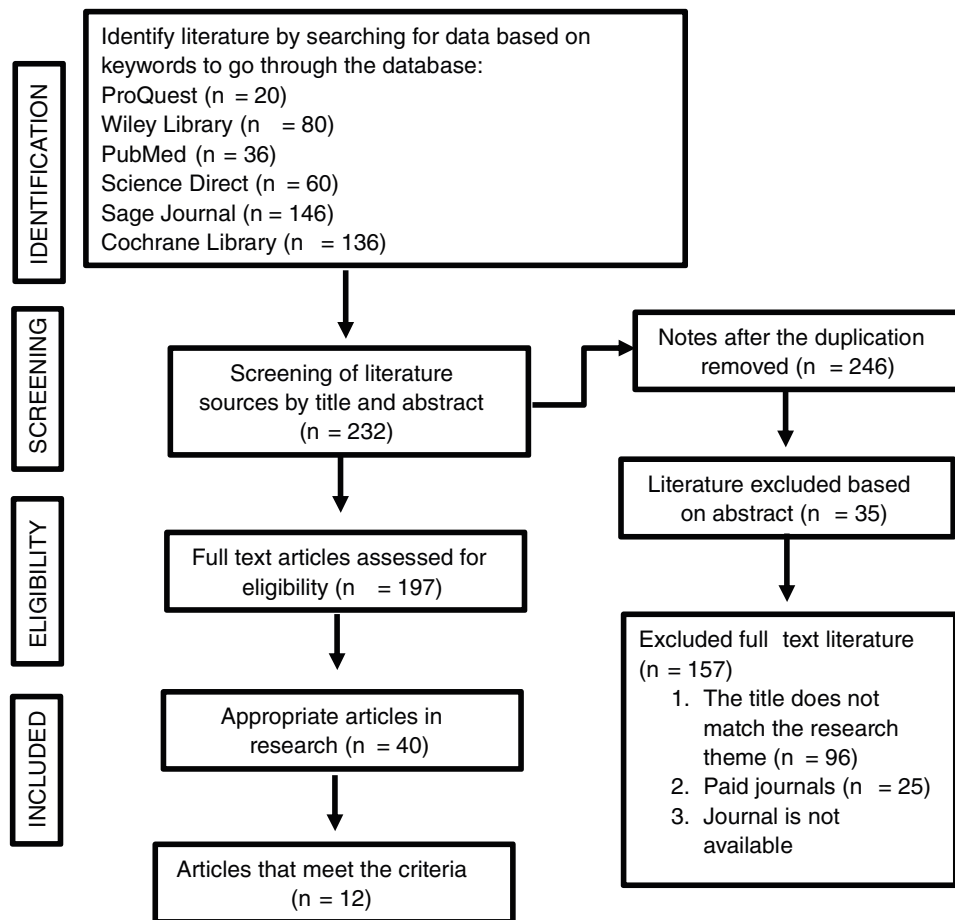 IDENTIFICATION
Identify literature by searching for data based on
keywords to go through the database:
ProQuest (n = 20)
Wiley Library (n = 80)
PubMed (n = 36)
Science Direct (n = 60)
Sage Journal (n = 146)
Cochrane Library (n = 136)
SCREENING
Screening of literature
sources by title and abstract
(n = 232)
Notes after the duplication
removed (n = 246)
Literature excluded based
on abstract (n = 35)
ELIGIBILITY
Full text articles assessed for
eligibility (n = 197)
Excluded full text literature
(n = 157)
1. The title does not
match the research
theme (n = 96)
2. Paid journals (n = 25)
3. Journal is not
available
INCLUDED
Appropriate articles in
research (n = 40)
Articles that meet the criteria
(n = 12)